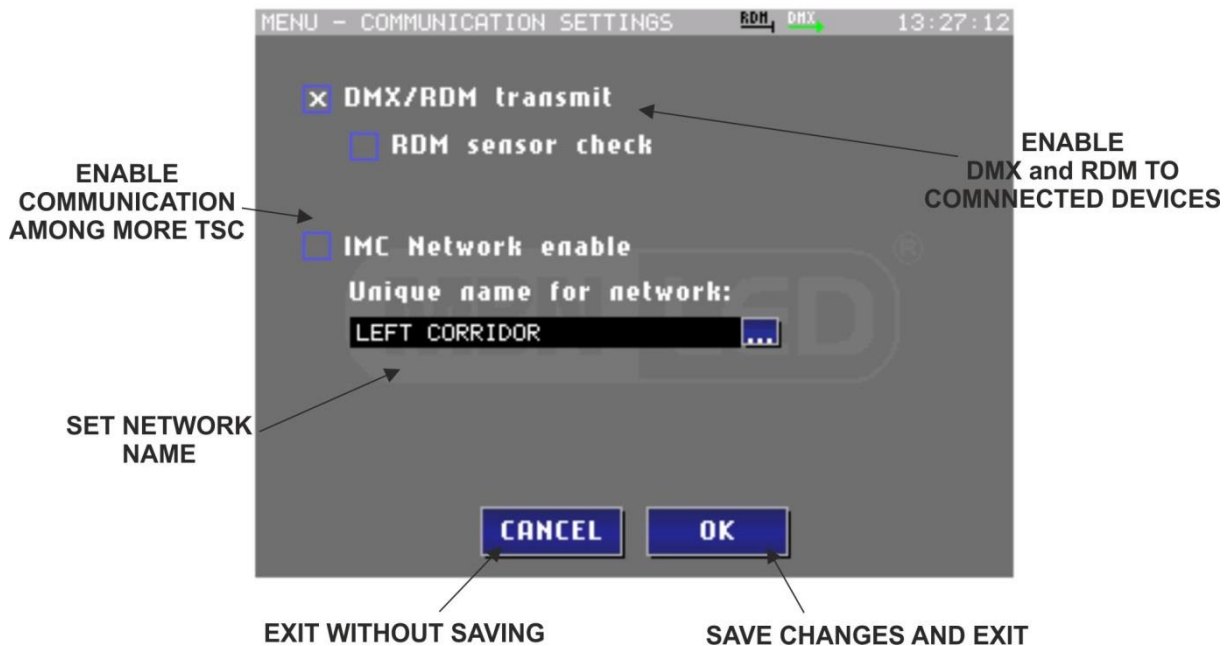 MENU - COMMUNICATION SETTINGS RDM DMX 13:27:12
DMX/RDM transmit
RDM sensor check
ENABLE
DMX and RDM TO
COMNNECTED DEVICES
ENABLE
COMMUNICATION
AMONG MORE TSC
IMC Network enable
MBN LED ®
Unique name for network:
LEFT CORRIDOR ...
SET NETWORK
NAME
CANCEL OK
EXIT WITHOUT SAVING
SAVE CHANGES AND EXIT